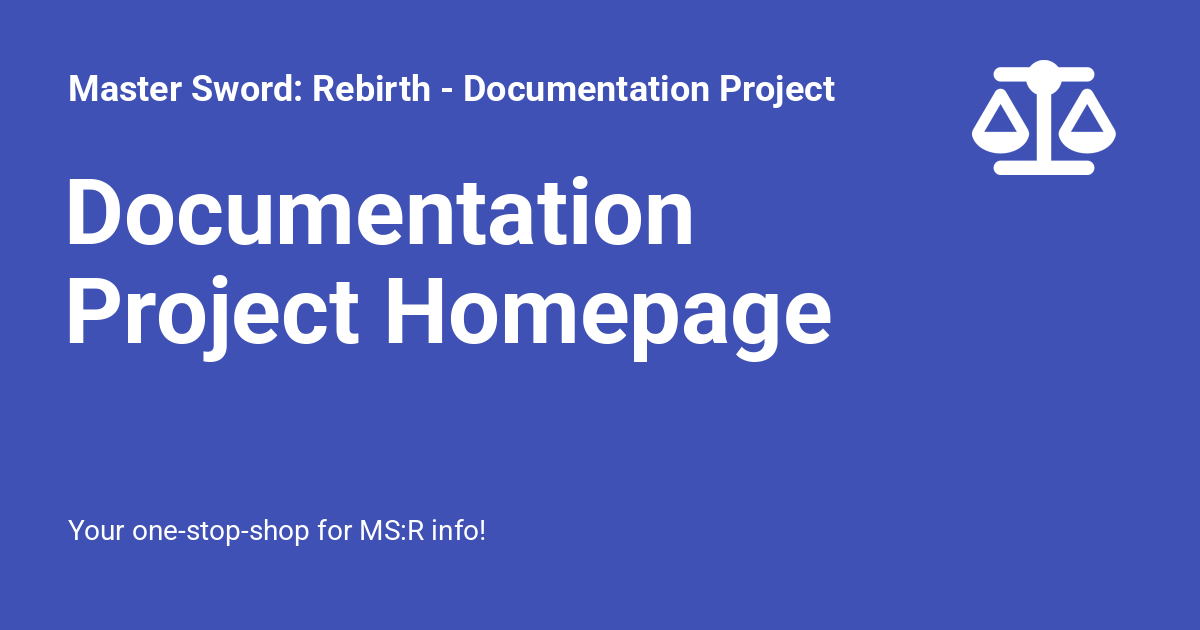 Master Sword: Rebirth - Documentation Project
Documentation
Project Homepage
Your one-stop-shop for MS:R info!